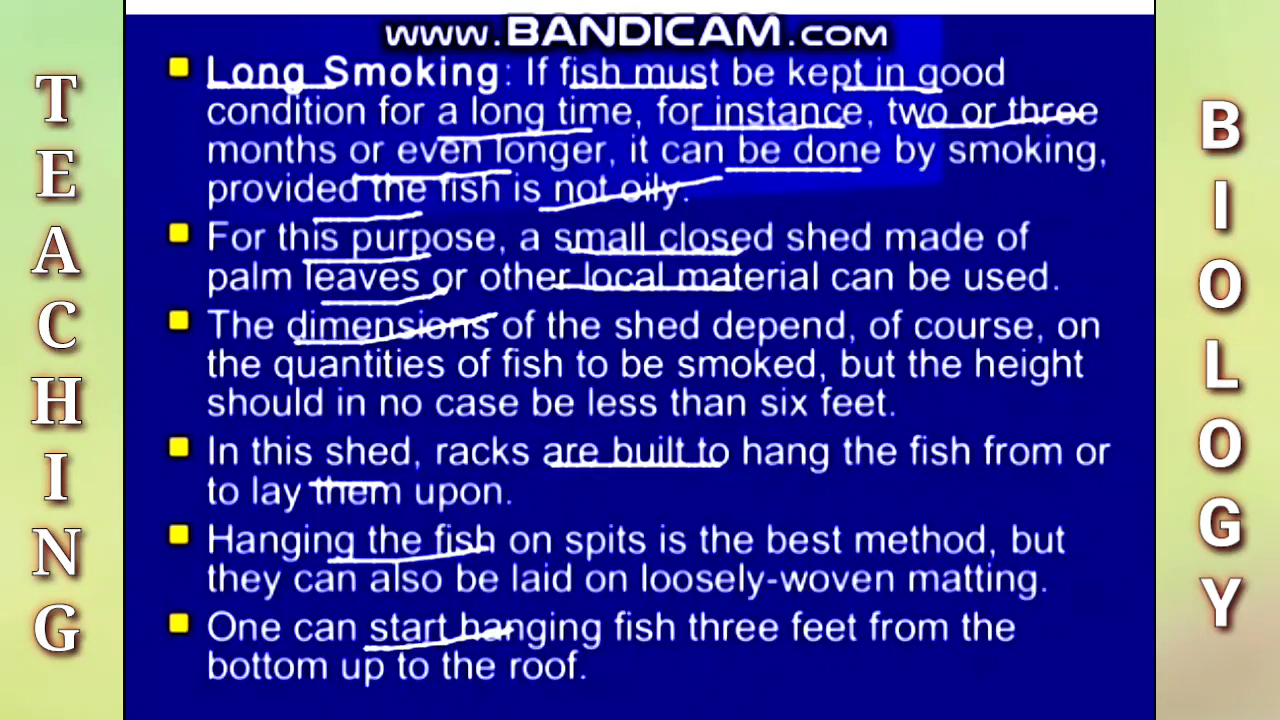 www.BANDICAM.com
Long Smoking: If fish must be kept in good
condition for a long time, for instance, two or three
months or even longer, it can be done by smoking,
provided the fish is not oily.
For this purpose, a small closed shed made of
palm leaves or other local material can be used.
The dimensions of the shed depend, of course, on
the quantities of fish to be smoked, but the height
should in no case be less than six feet.
In this shed, racks are built to hang the fish from or
to lay them upon.
Hanging the fish on spits is the best method, but
they can also be laid on loosely-woven matting.
One can start hanging fish three feet from the
bottom up to the roof.
TEACHING
BIOLOGY